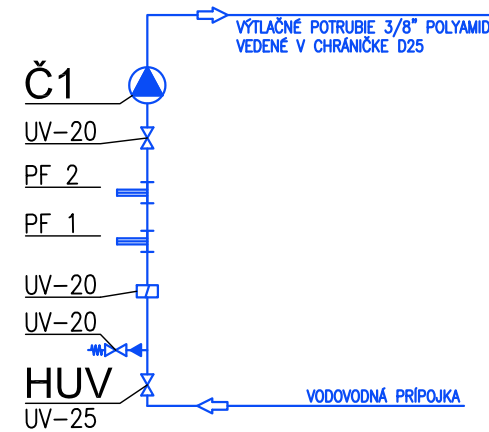 VÝTLAČNÉ POTRUBIE 3/8" POLYAMID
VEDENÉ V CHRÁNIČKE D25
Č1
UV-20
PF 2
PF 1
UV-20
UV-20
HUV
UV-25
VODOVODNÁ PRÍPOJKA